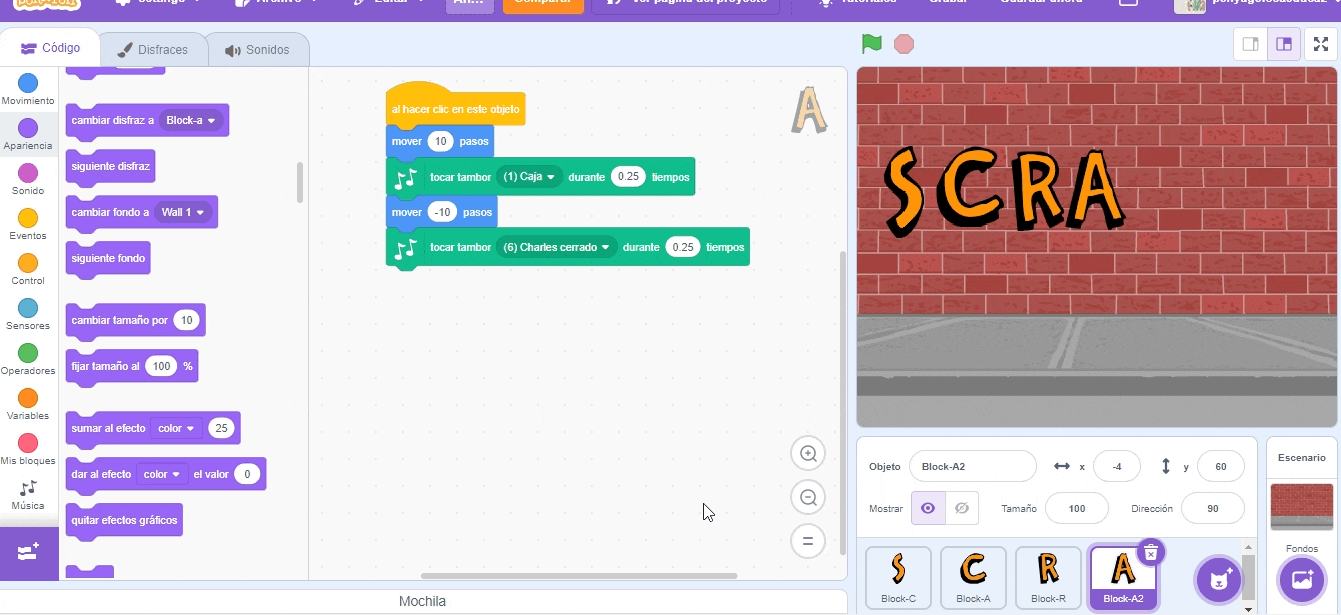 Código
Disfraces
Sonidos
Movimiento
Apariencia
Sonido
Eventos
Control
Sensores
Operadores
Variables
Mis bloques
Música
cambiar disfraz a Block-a
siguiente disfraz
cambiar fondo a Wall 1
siguiente fondo
cambiar tamaño por 10
fijar tamaño al 100 %
sumar al efecto color 25
dar al efecto color el valor 0
quitar efectos gráficos
al hacer clic en este objeto
mover 10 pasos
tocar tambor (1) Caja durante 0.25 tiempos
mover -10 pasos
tocar tambor (6) Charles cerrado durante 0.25 tiempos
A
SCRA
Objeto Block-A2 x -4 y 60
Mostrar Tamaño 100 Dirección 90
S
C
R
A
Block-C
Block-A
Block-R
Block-A2
Escenario
Fondos
Mochila